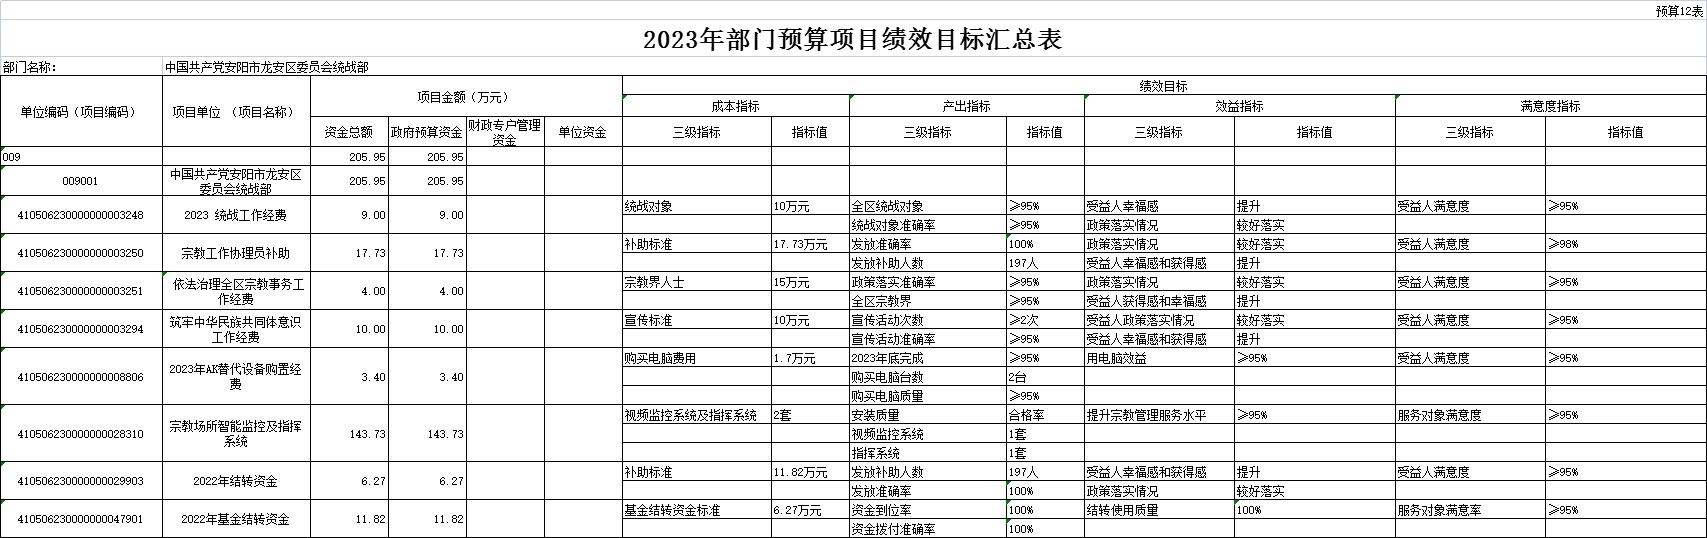 预算12表
2023年部门预算项目绩效目标汇总表
部门名称: 中国共产党安阳市龙安区委员会统战部
单位编码（项目编码） 项目单位 （项目名称） 项目金额（万元） 绩效目标
成本指标 产出指标 效益指标 满意度指标
资金总额 政府预算资金 财政专户管理资金 单位资金 三级指标 指标值 三级指标 指标值 三级指标 指标值 三级指标 指标值
009 205.95 205.95
009001 中国共产党安阳市龙安区委员会统战部 205.95 205.95
410506230000000003248 2023 统战工作经费 9.00 9.00 统战对象 10万元 全区统战对象 ≥95% 受益人幸福感 提升 受益人满意度 ≥95%
统战对象准确率 ≥95% 政策落实情况 较好落实
410506230000000003250 宗教工作协理员补助 17.73 17.73 补助标准 17.73万元 发放准确率 100% 政策落实情况 较好落实 受益人满意度 ≥98%
发放补助人数 197人 受益人幸福感和获得感 提升
410506230000000003251 依法治理全区宗教事务工作经费 4.00 4.00 宗教界人士 15万元 政策落实准确率 ≥95% 政策落实情况 较好落实 受益人满意度 ≥95%
全区宗教界 ≥95% 受益人获得感和幸福感 提升
410506230000000003294 筑牢中华民族共同体意识工作经费 10.00 10.00 宣传标准 10万元 宣传活动次数 ≥2次 受益人政策落实情况 较好落实 受益人满意度 ≥95%
宣传活动准确率 ≥95% 受益人幸福感和获得感 提升
410506230000000008806 2023年AK替代设备购置经费 3.40 3.40 购买电脑费用 1.7万元 2023年底完成 ≥95% 用电脑效益 ≥95% 受益人满意度 ≥95%
购买电脑台数 2台
购买电脑质量 ≥95%
410506230000000028310 宗教场所智能监控及指挥系统 143.73 143.73 视频监控系统及指挥系统 2套 安装质量 合格率 提升宗教管理服务水平 ≥95% 服务对象满意度 ≥95%
视频监控系统 1套
指挥系统 1套
410506230000000029903 2022年结转资金 6.27 6.27 补助标准 11.82万元 发放补助人数 197人 受益人幸福感和获得感 提升 受益人满意度 ≥95%
发放准确率 100% 政策落实情况 较好落实
410506230000000047901 2022年基金结转资金 11.82 11.82 基金结转资金标准 6.27万元 资金到位率 100% 结转使用质量 100% 服务对象满意率 ≥95%
资金拨付准确率 100%